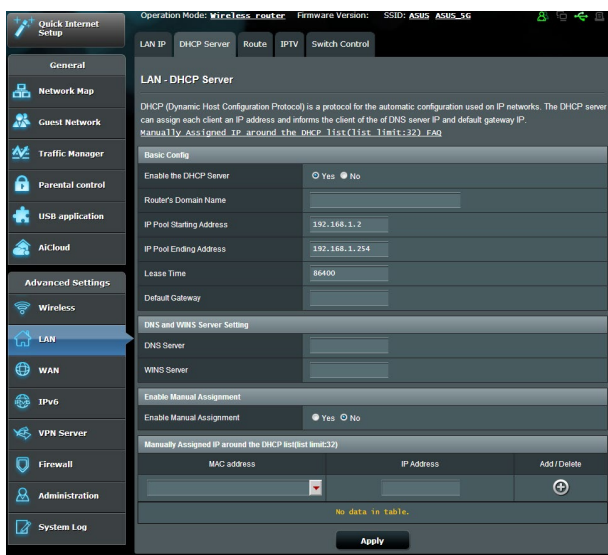 Operation Mode: Wireless router Firmware Version: SSID: ASUS ASUS_5G
Quick Internet Setup
LAN IP DHCP Server Route IPTV Switch Control
General
Network Map
Guest Network
Traffic Manager
Parental control
USB application
AiCloud
Advanced Settings
Wireless
LAN
WAN
IPv6
VPN Server
Firewall
Administration
System Log
LAN - DHCP Server
DHCP (Dynamic Host Configuration Protocol) is a protocol for the automatic configuration used on IP networks. The DHCP server
can assign each client an IP address and informs the client of the of DNS server IP and default gateway IP.
Manually Assigned IP around the DHCP list(list limit:32) FAQ
Basic Config
Enable the DHCP Server Yes No
Router's Domain Name
IP Pool Starting Address 192.168.1.2
IP Pool Ending Address 192.168.1.254
Lease Time 86400
Default Gateway
DNS and WINS Server Setting
DNS Server
WINS Server
Enable Manual Assignment
Enable Manual Assignment Yes No
Manually Assigned IP around the DHCP list(list limit:32)
MAC address IP Address Add / Delete
No data in table.
Apply